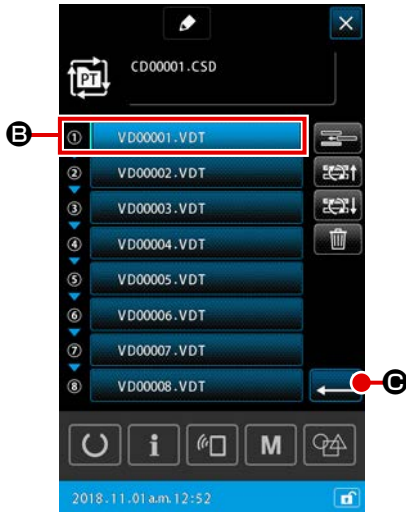 PT
CD00001.CSD
B
① VD00001.VDT
② VD00002.VDT
③ VD00003.VDT
④ VD00004.VDT
⑤ VD00005.VDT
⑥ VD00006.VDT
⑦ VD00007.VDT
⑧ VD00008.VDT
C
i M
2018.11.01 a.m.12:52